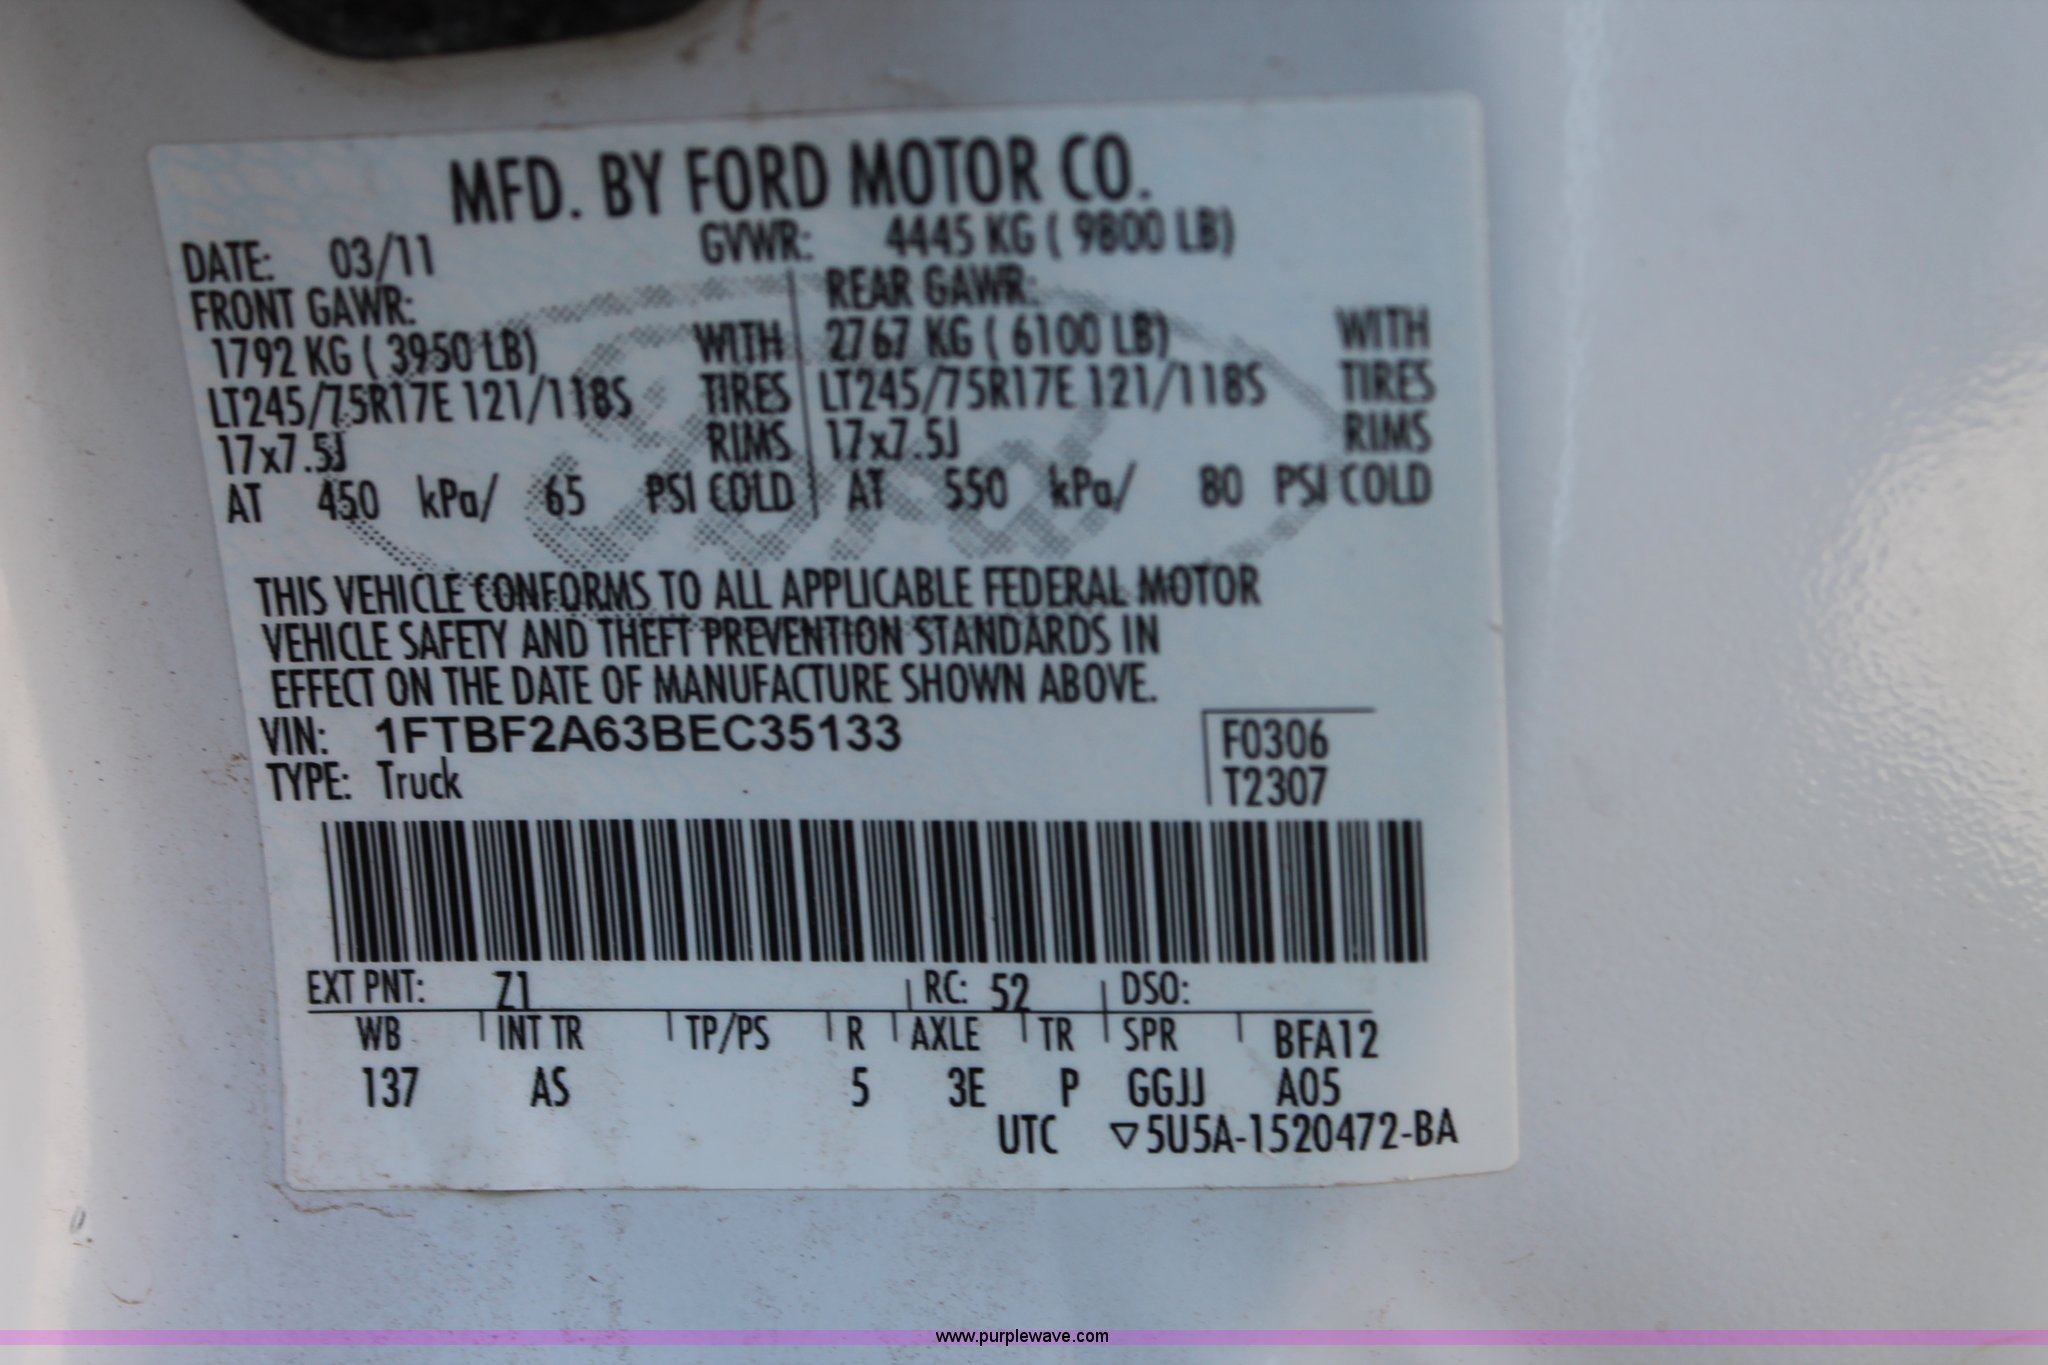 MFD. BY FORD MOTOR CO.
DATE: 03/11 GVWR: 4445 KG ( 9800 LB)
FRONT GAWR: REAR GAWR:
1792 KG ( 3950 LB) WITH 2767 KG ( 6100 LB) WITH
LT245/75R17E 121/118S TIRES LT245/75R17E 121/118S TIRES
17x7.5J RIMS 17x7.5J RIMS
AT 450 kPa/ 65 PSI COLD AT 550 kPa/ 80 PSI COLD
THIS VEHICLE CONFORMS TO ALL APPLICABLE FEDERAL MOTOR
VEHICLE SAFETY AND THEFT PREVENTION STANDARDS IN
EFFECT ON THE DATE OF MANUFACTURE SHOWN ABOVE.
VIN: 1FTBF2A63BEC35133 F0306
TYPE: Truck T2307
EXT PNT: Z1 RC: 52 DSO:
WB INT TR TP/PS R AXLE TR SPR BFA12
137 AS 5 3E P GGJJ A05
UTC ▽5U5A-1520472-BA
www.purplewave.com